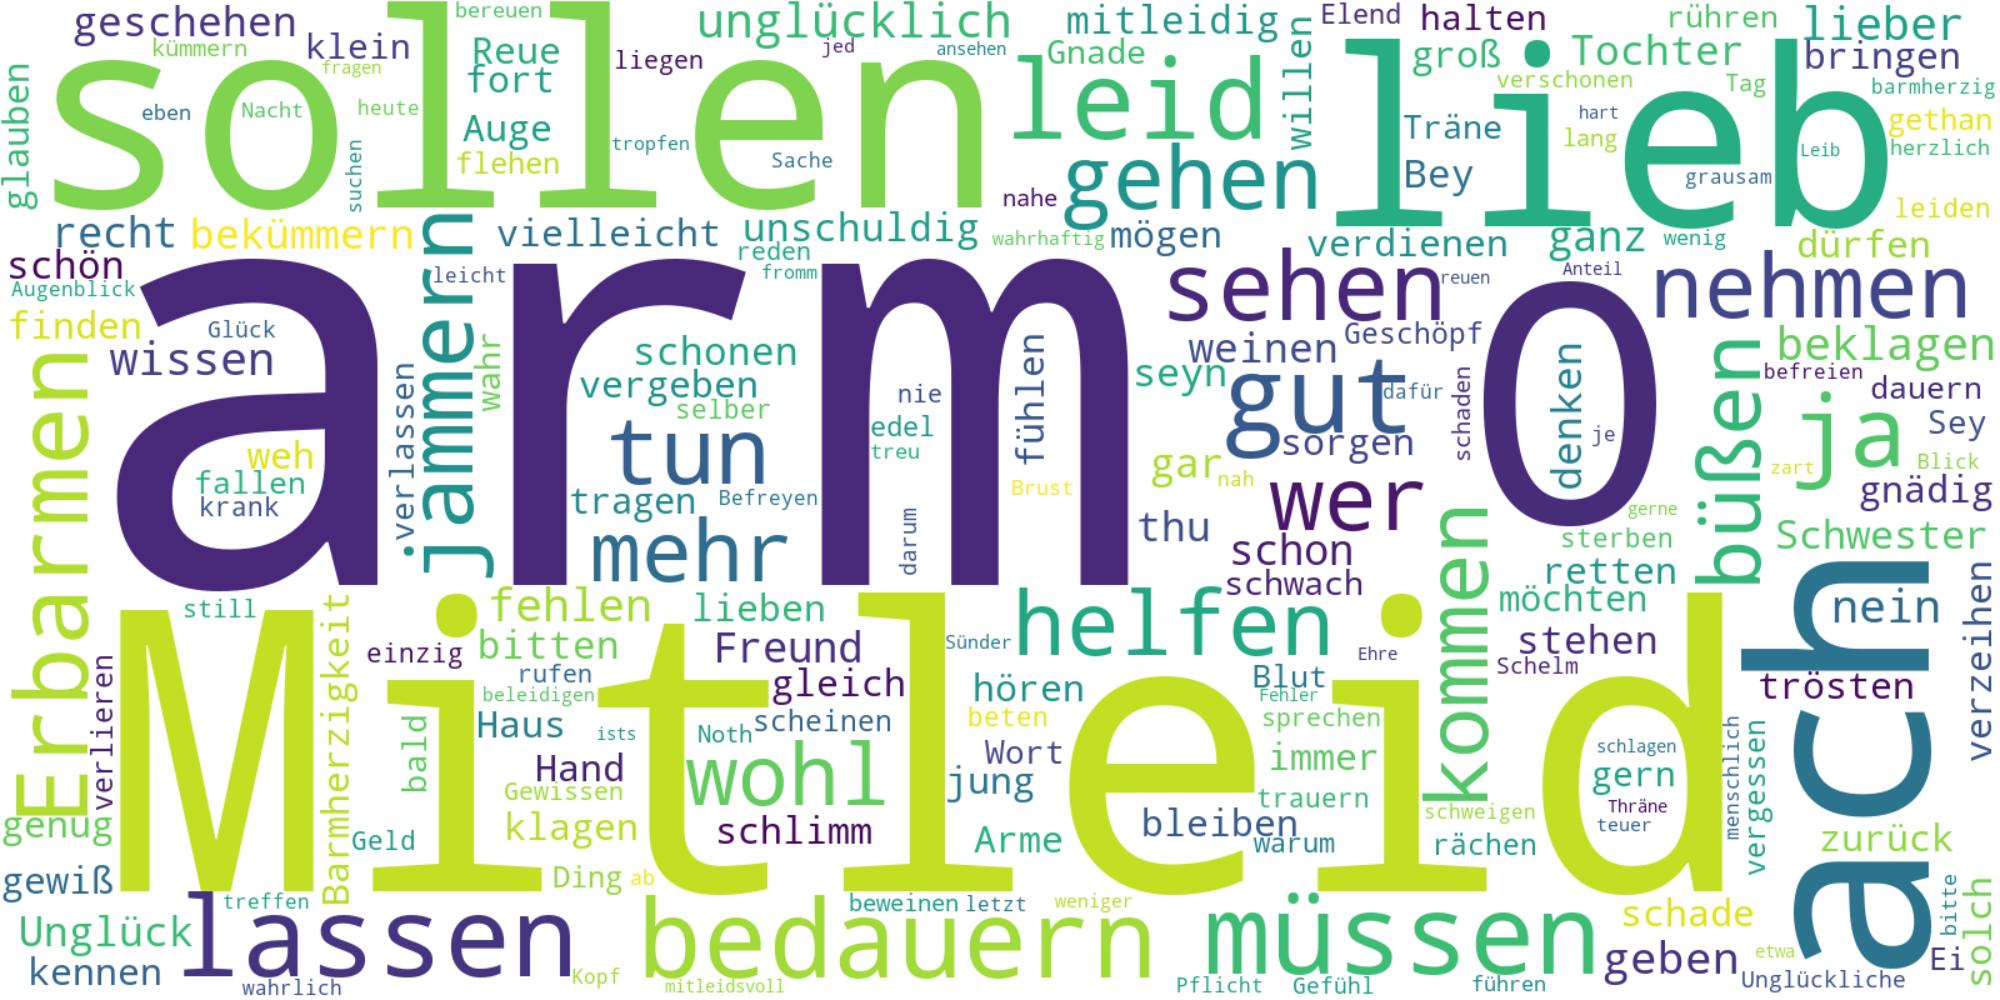 geschehen
bereuen
unglücklich
mitleidig
Elend
halten
rühren
lieber
kümmern
klein
Reue
jed
ansehen
Gnade
willen
groß
Tochter
bringen
glauben
sollen
fragen
fort
liegen
leid
lieb
verschonen
Tag
barmherzig
eben
Nacht
heute
Auge
tropfen
Träne
hart
lang
gethan
suchen
flehen
Sache
gehen
Bey
grausam
Leib
herzlich
nahe
leiden
recht
bekümmern
jammern
vielleicht
unschuldig
wahrhaftig
mögen
verdienen
ganz
wenig
dürfen
schön
leicht
reden
fromm
sehen
reuen
Anteil
nehmen
Augenblick
arm
O
finden
Glück
wissen
verlassen
wahr
schonen
fühlen
weinen
Geschöpf
denken
büßen
beklagen
vergeben
selber
nie
seyn
gut
dafür
schaden
je
befreien
dauern
Erbarmen
weh
tun
edel
treu
sorgen
ja
Sey
fallen
krank
tragen
Befreyen
Brust
gar
nah
wer
zart
Blick
gnädig
mehr
darum
thu
schon
schwach
kommen
gerne
sterben
retten
Schwester
still
Barmherzigkeit
fehlen
lieben
helfen
möchten
ach
nein
verzeihen
Mitleid
einzig
bitten
Freund
Sünder
Ehre
stehen
Schelm
verlieren
rufen
beleidigen
gleich
hören
Blut
Fehler
trösten
bald
Haus
ists
Noth
scheinen
beten
sprechen
Wort
immer
schlagen
menschlich
vergessen
Hand
Gewissen
wohl
jung
trauern
gern
Thräne
teuer
genug
klagen
schlimm
bleiben
schweigen
Geld
Arme
warum
rächen
zurück
gewiß
Ding
ab
treffen
lassen
bedauern
beweinen
letzt
weniger
müssen
schade
bitte
solch
Unglück
geben
etwa
Ei
kennen
wahrlich
Kopf
mitleidsvoll
Pflicht
Gefühl
führen
Unglückliche